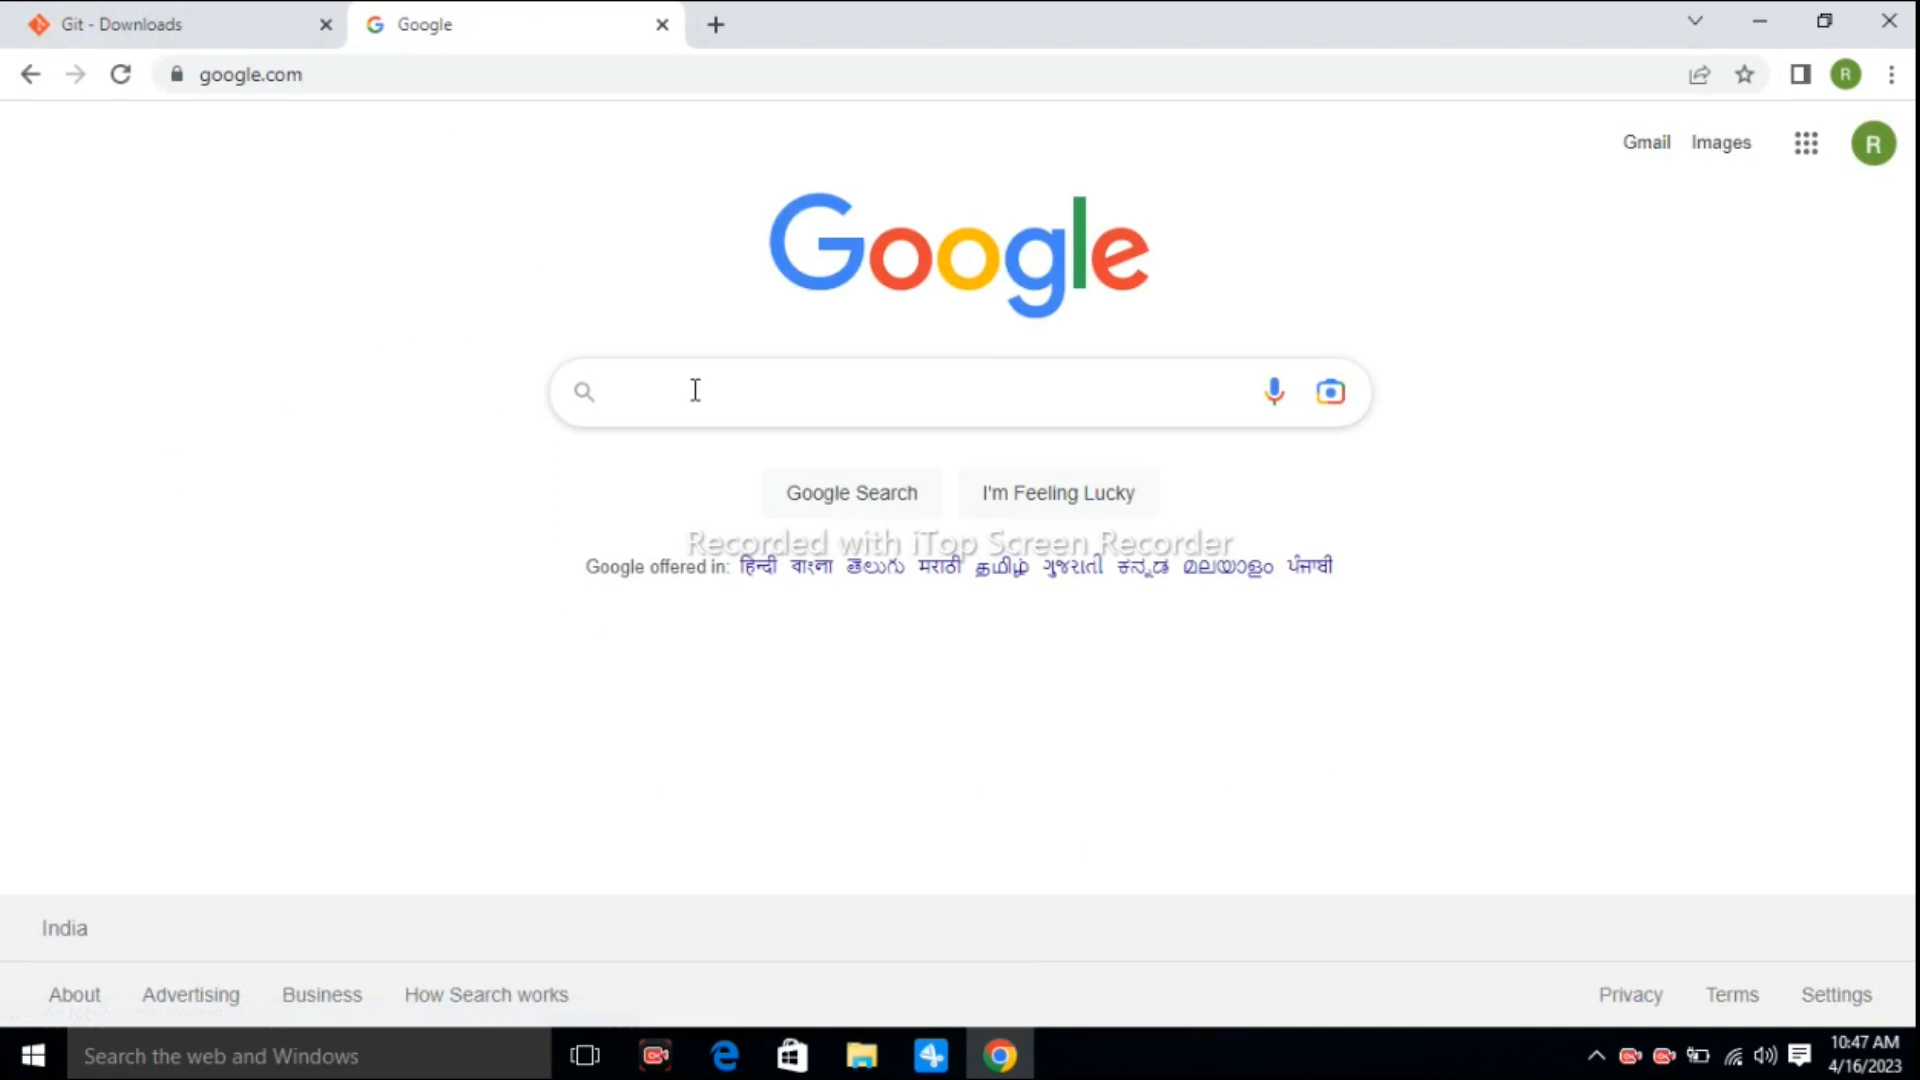 Git - Downloads
Google
google.com
R
Gmail Images
R
Google
Google Search I'm Feeling Lucky
Recorded with iTop Screen Recorder
Google offered in: हिन्दी বাংলা తెలుగు मराठी தமிழ் ગુજરાતી ಕನ್ನಡ മലയാളം ਪੰਜਾਬੀ
India
About Advertising Business How Search works Privacy Terms Settings
Search the web and Windows
10:47 AM
4/16/2023